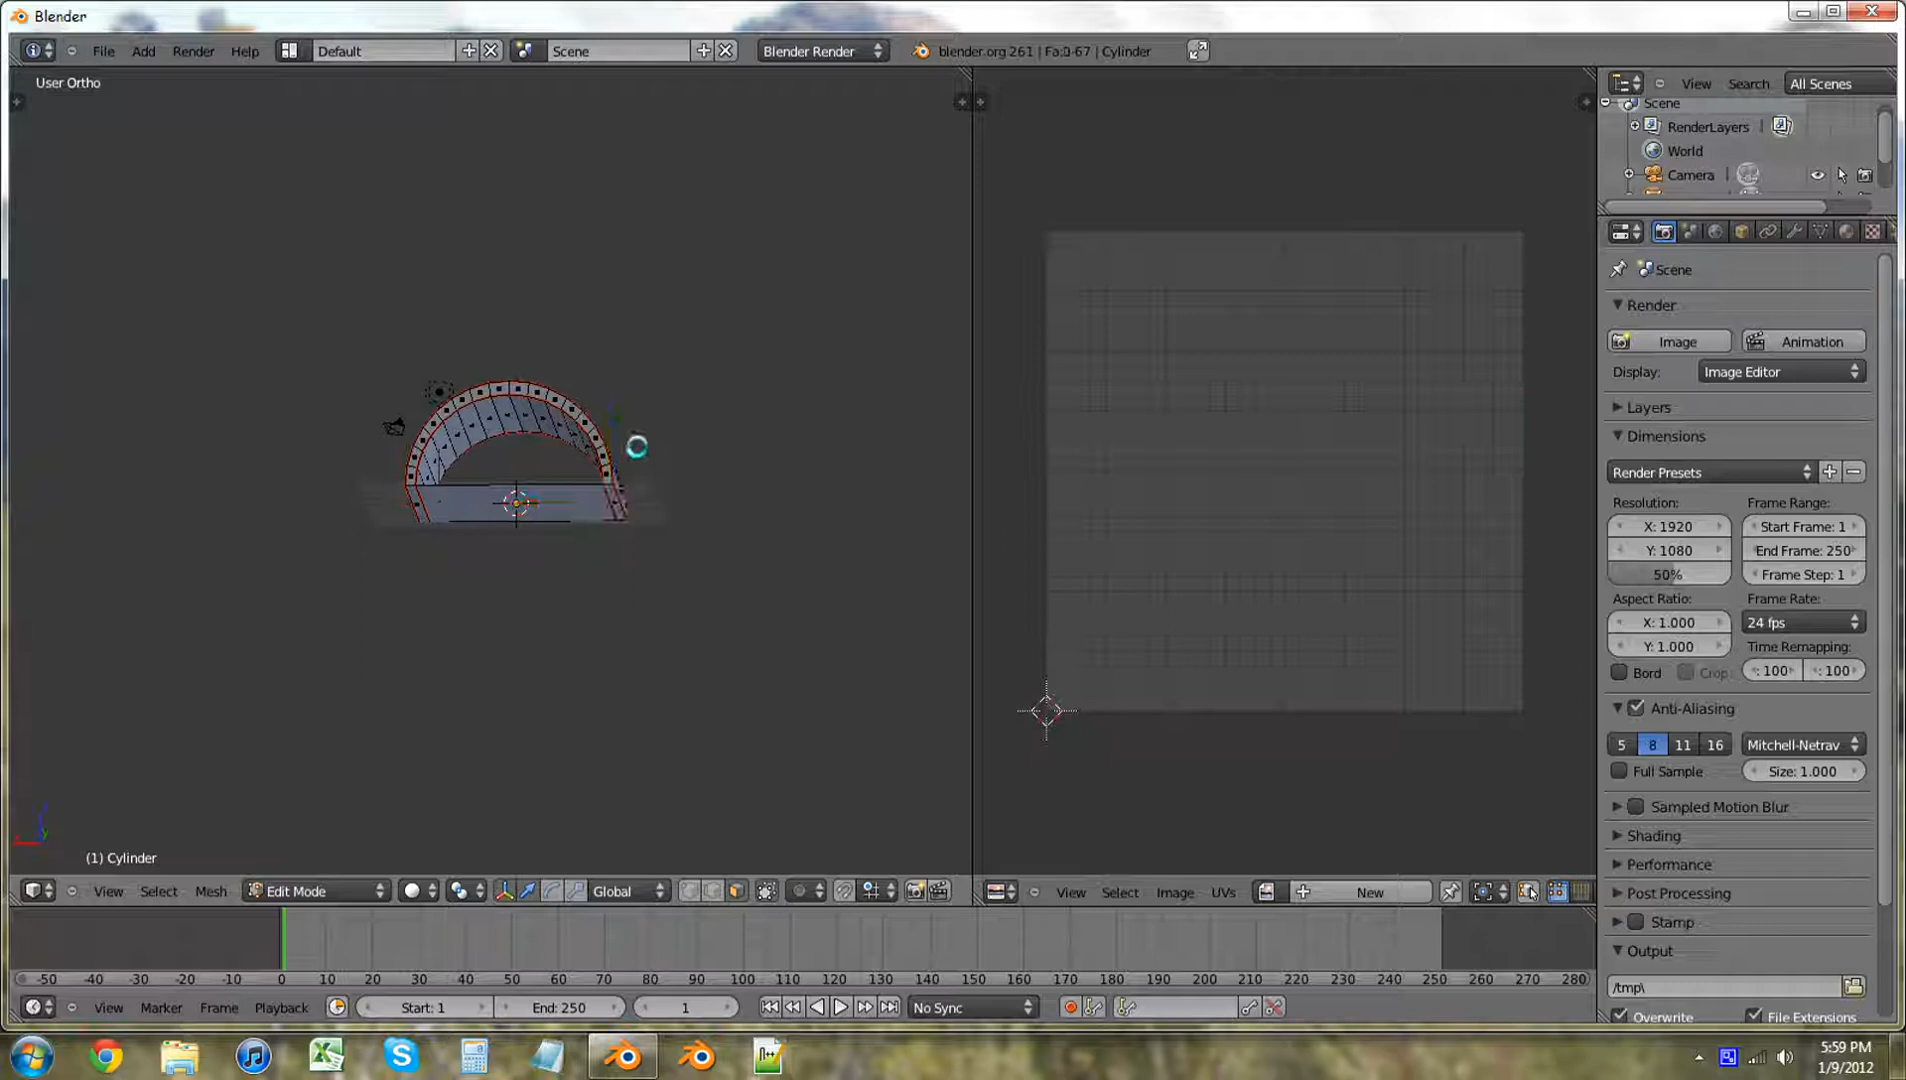 Blender
File Add Render Help Default Scene Blender Render blender.org 261 | Fa:0-67 | Cylinder
User Ortho
View Search All Scenes
Scene
RenderLayers
World
Camera
Scene
Render
Image Animation
Display: Image Editor
Layers
Dimensions
Render Presets
Resolution: Frame Range:
X: 1920 Start Frame: 1
Y: 1080 End Frame: 250
50% Frame Step: 1
Aspect Ratio: Frame Rate:
X: 1.000 24 fps
Y: 1.000 Time Remapping:
Bord Crop : 100 : 100
Anti-Aliasing
5 8 11 16 Mitchell-Netrav
Full Sample Size: 1.000
Sampled Motion Blur
Shading
Performance
Post Processing
Stamp
Output
/tmp\
Overwrite File Extensions
(1) Cylinder
View Select Mesh Edit Mode Global
View Select Image UVs New
-50 -40 -30 -20 -10 0 10 20 30 40 50 60 70 80 90 100 110 120 130 140 150 160 170 180 190 200 210 220 230 240 250 260 270 280
View Marker Frame Playback Start: 1 End: 250 1 No Sync
5:59 PM
1/9/2012